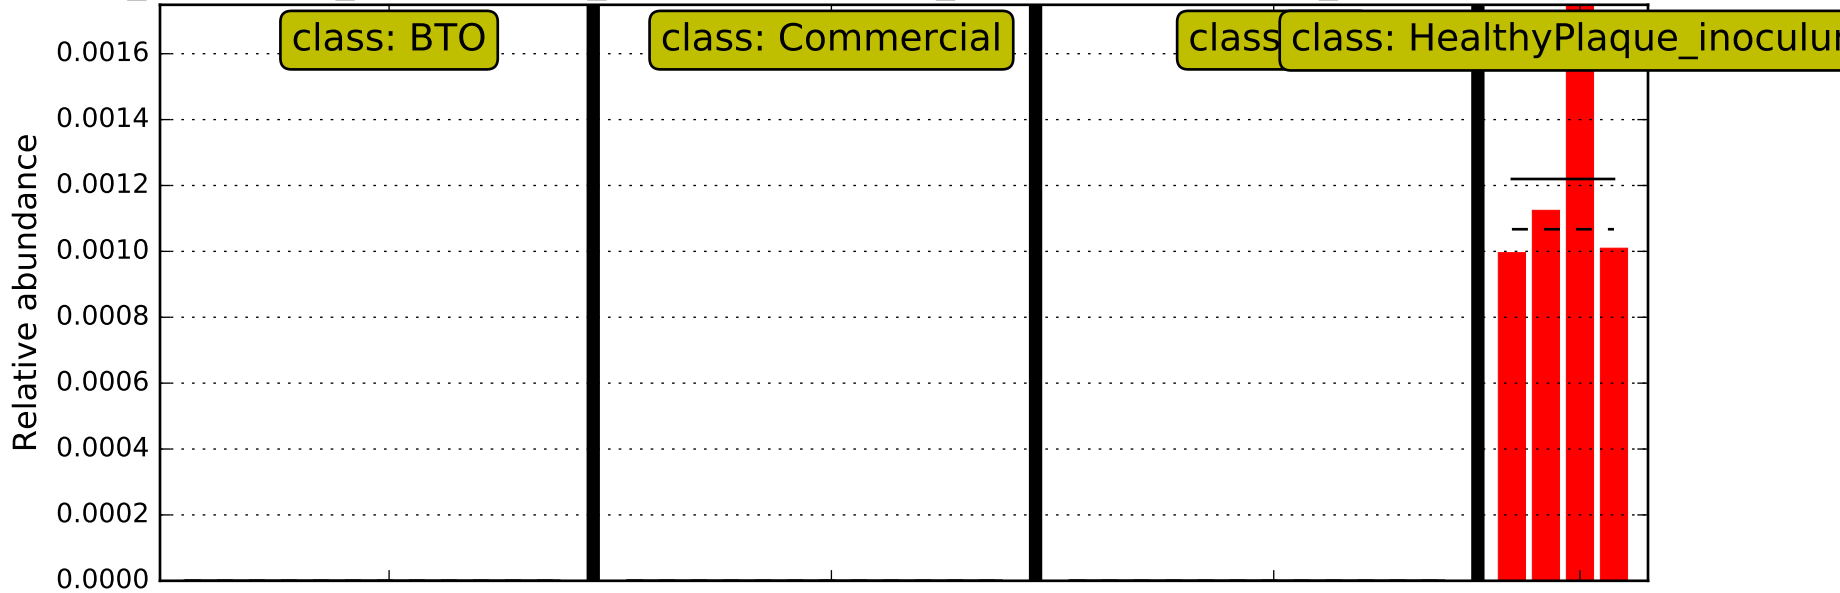 class: BTO
class: Commercial
class
class: HealthyPlaque_inoculu
0.0016
0.0014
0.0012
0.0010
0.0008
0.0006
0.0004
0.0002
0.0000
Relative abundance